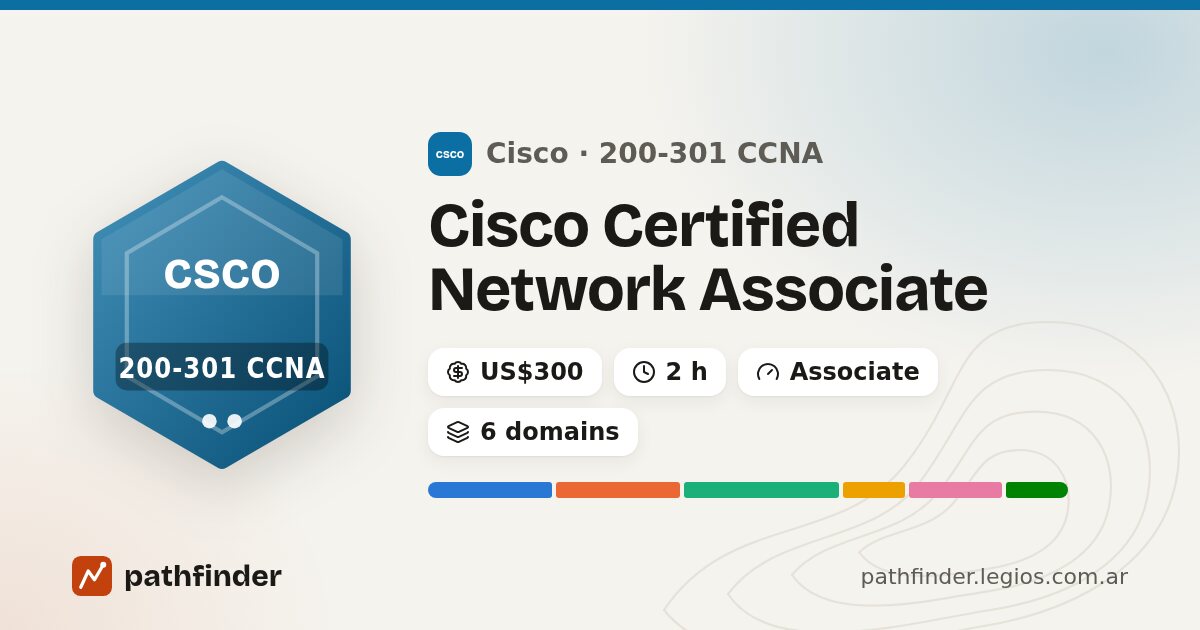 csco
200-301 CCNA
csco
Cisco · 200-301 CCNA
Cisco Certified
Network Associate
US$300
2 h
Associate
6 domains
pathfinder
pathfinder.legios.com.ar